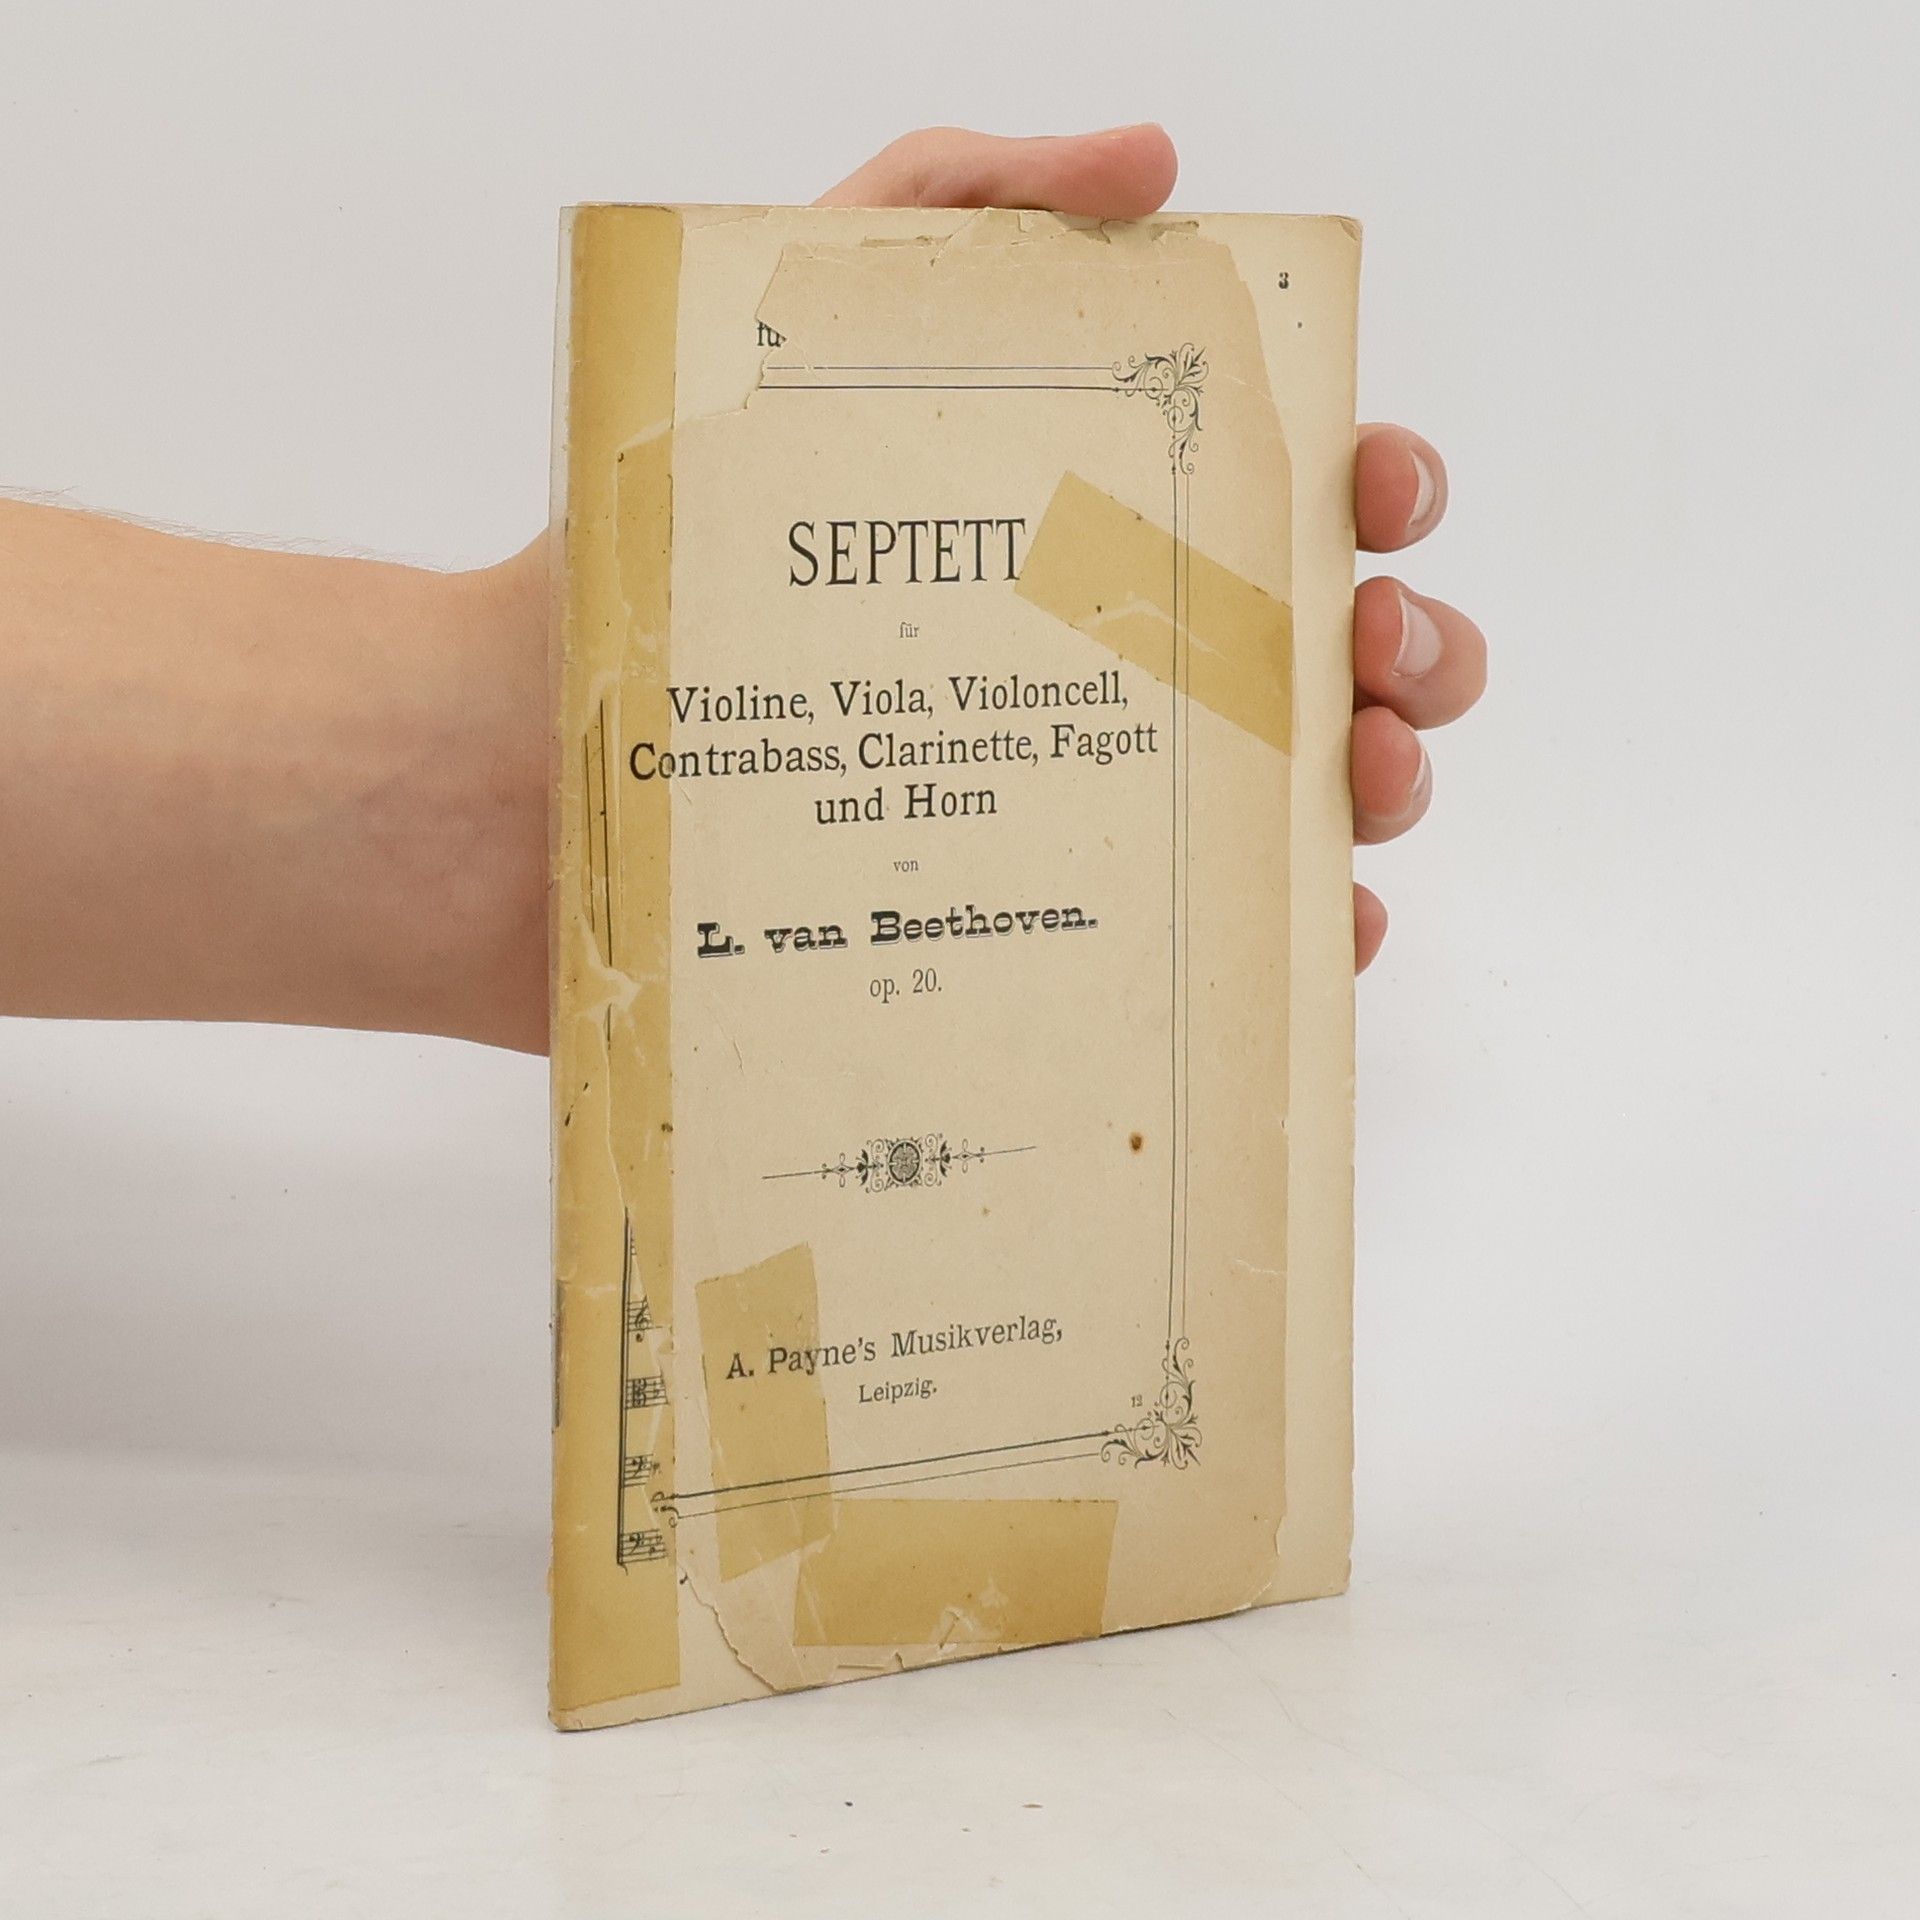 3
SEPTETT
für
Violine, Viola, Violoncell,
Contrabass, Clarinette, Fagott
und Horn
von
L. van Beethoven.
op. 20.
A. Payne's Musikverlag,
Leipzig.
12